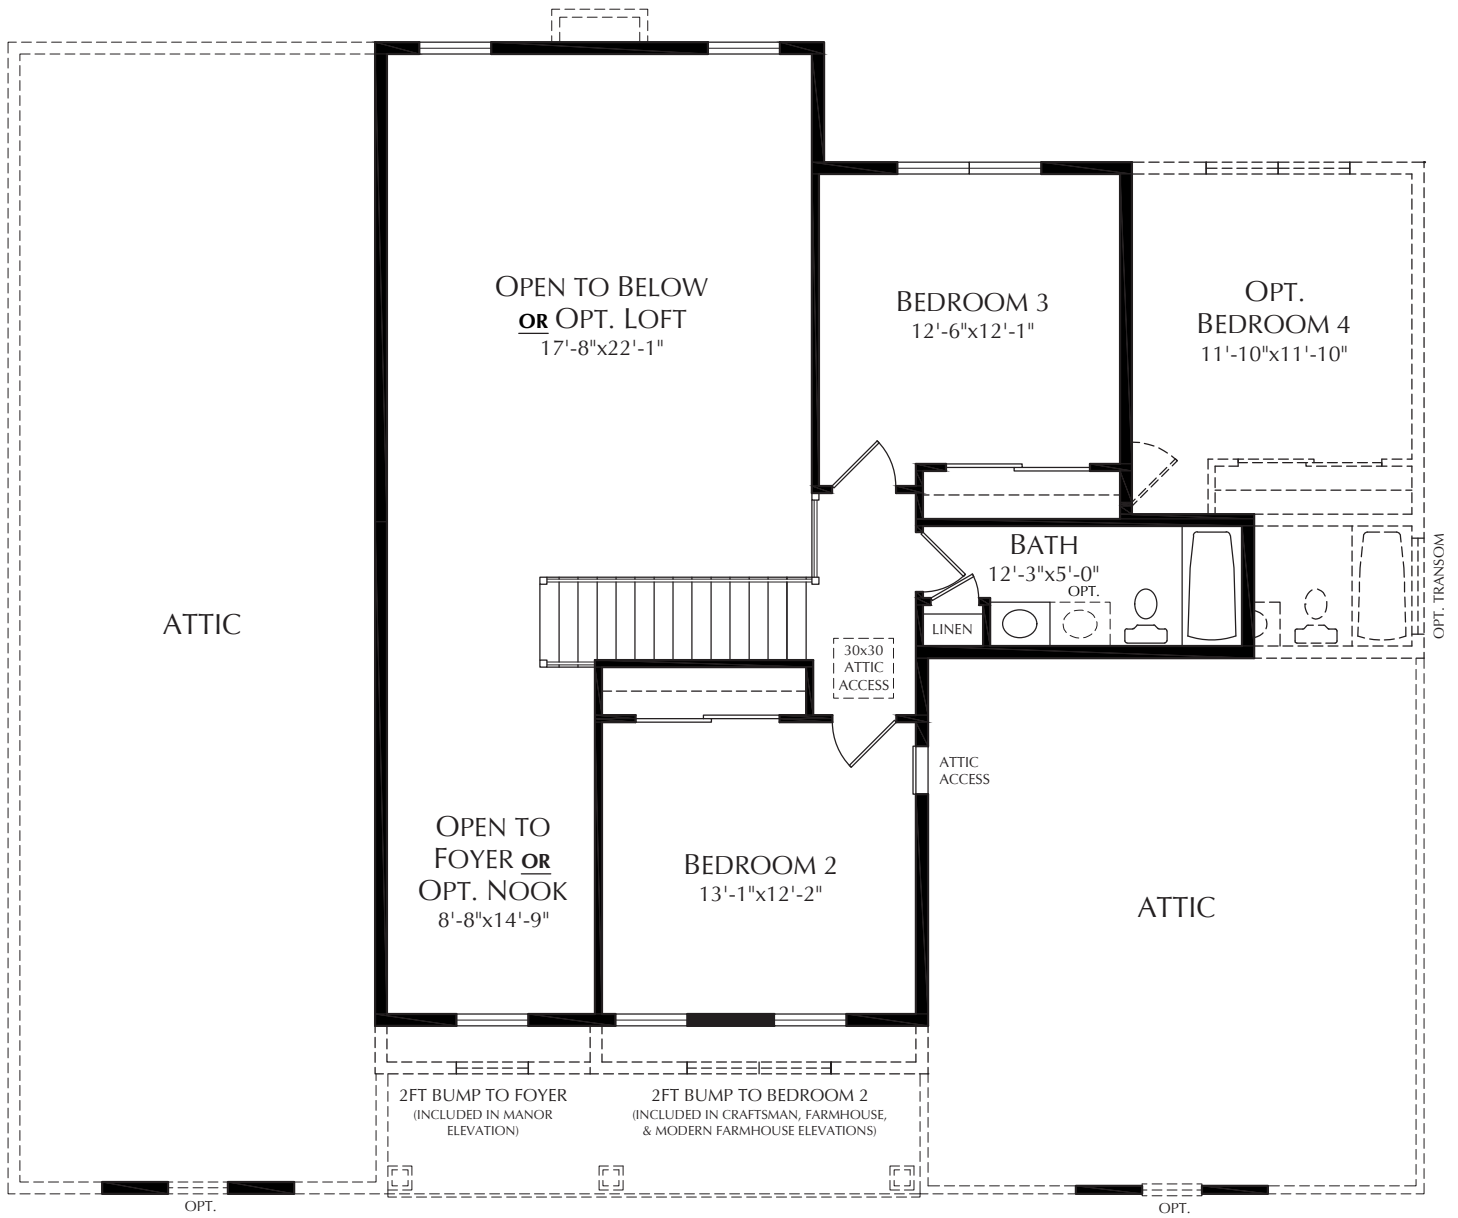 OPEN TO BELOW
OR OPT. LOFT
17'-8"x22'-1"
BEDROOM 3
12'-6"x12'-1"
OPT.
BEDROOM 4
11'-10"x11'-10"
BATH
12'-3"x5'-0"
OPT.
LINEN
OPT. TRANSOM
ATTIC
30x30
ATTIC
ACCESS
ATTIC
ACCESS
OPEN TO
FOYER OR
OPT. NOOK
8'-8"x14'-9"
BEDROOM 2
13'-1"x12'-2"
ATTIC
2FT BUMP TO FOYER
(INCLUDED IN MANOR
ELEVATION)
2FT BUMP TO BEDROOM 2
(INCLUDED IN CRAFTSMAN, FARMHOUSE,
& MODERN FARMHOUSE ELEVATIONS)
OPT.
OPT.